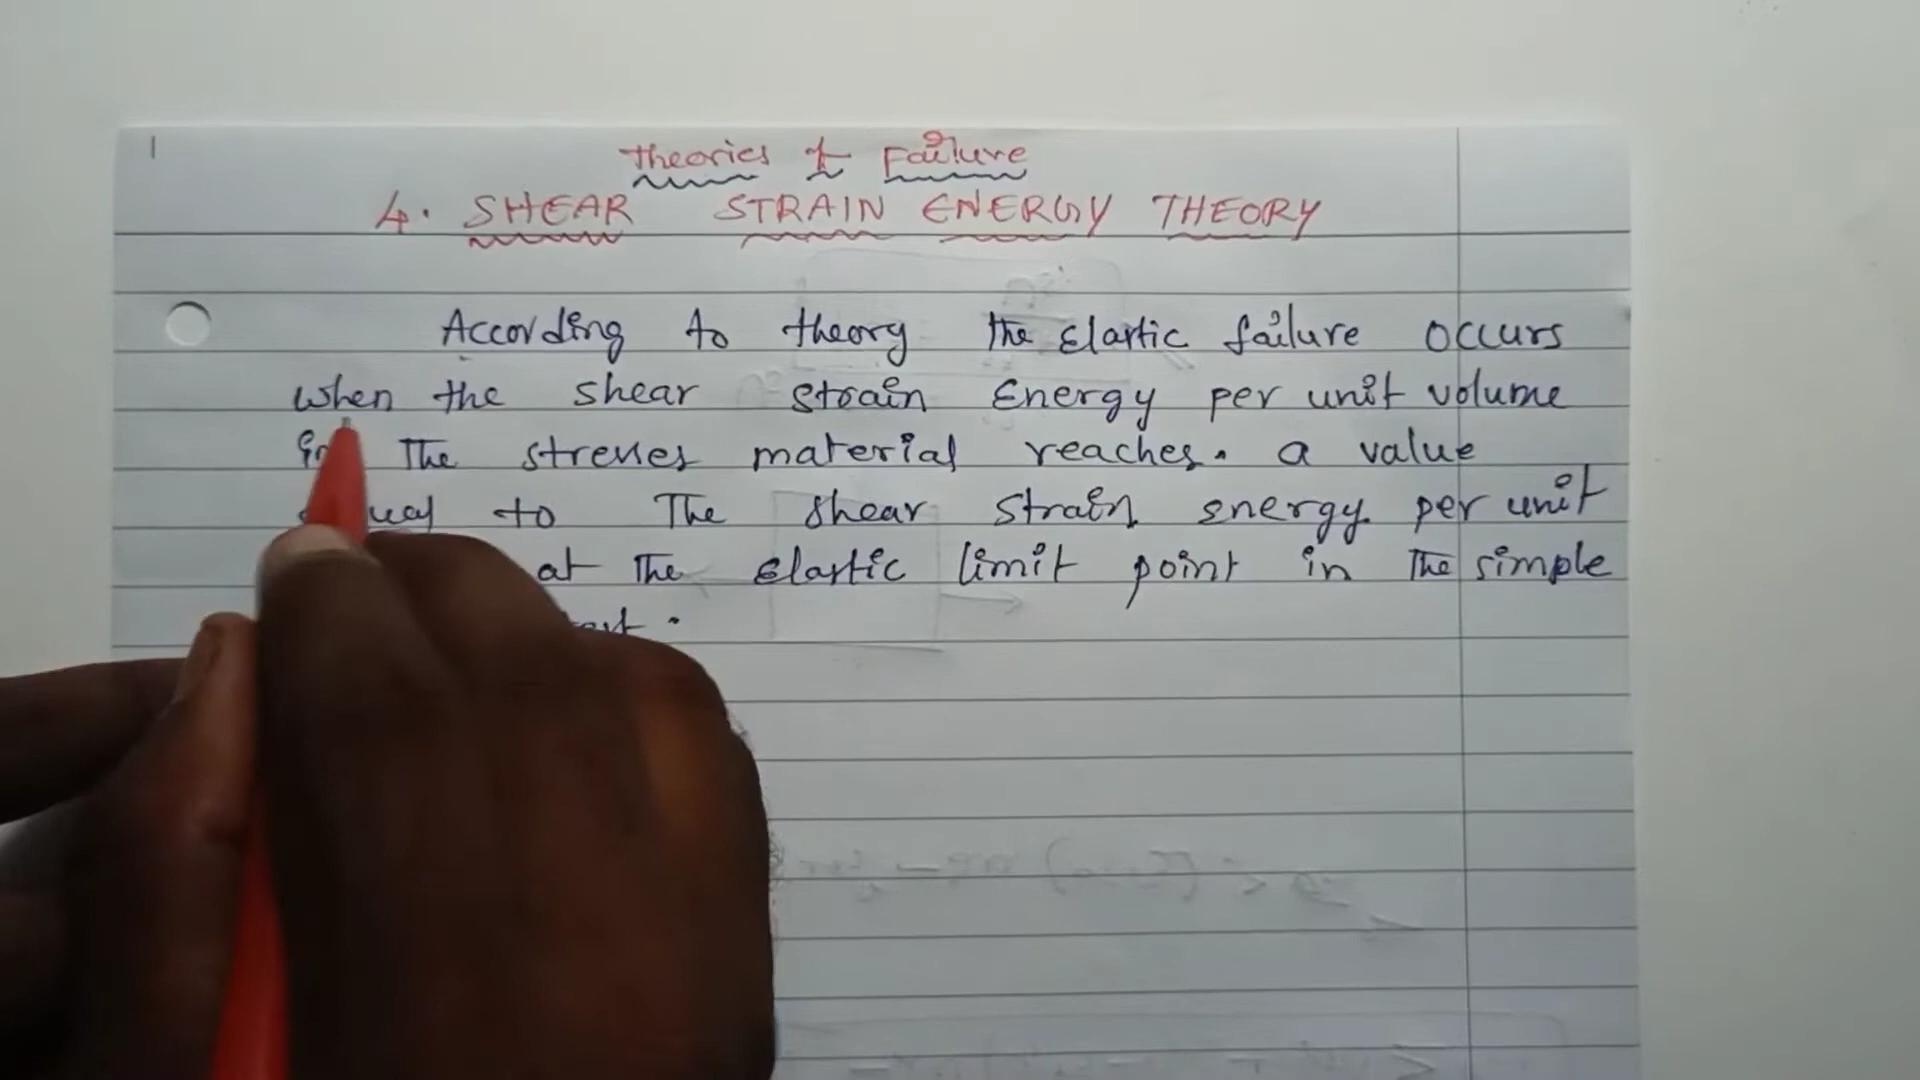 1
Theories of Failure
4. SHEAR STRAIN ENERGY THEORY
According to theory the Elastic failure occurs
when the shear strain Energy per unit volume
in The stresses material reaches. a value
to The shear strain energy. per unit
at The elastic limit point in The simple